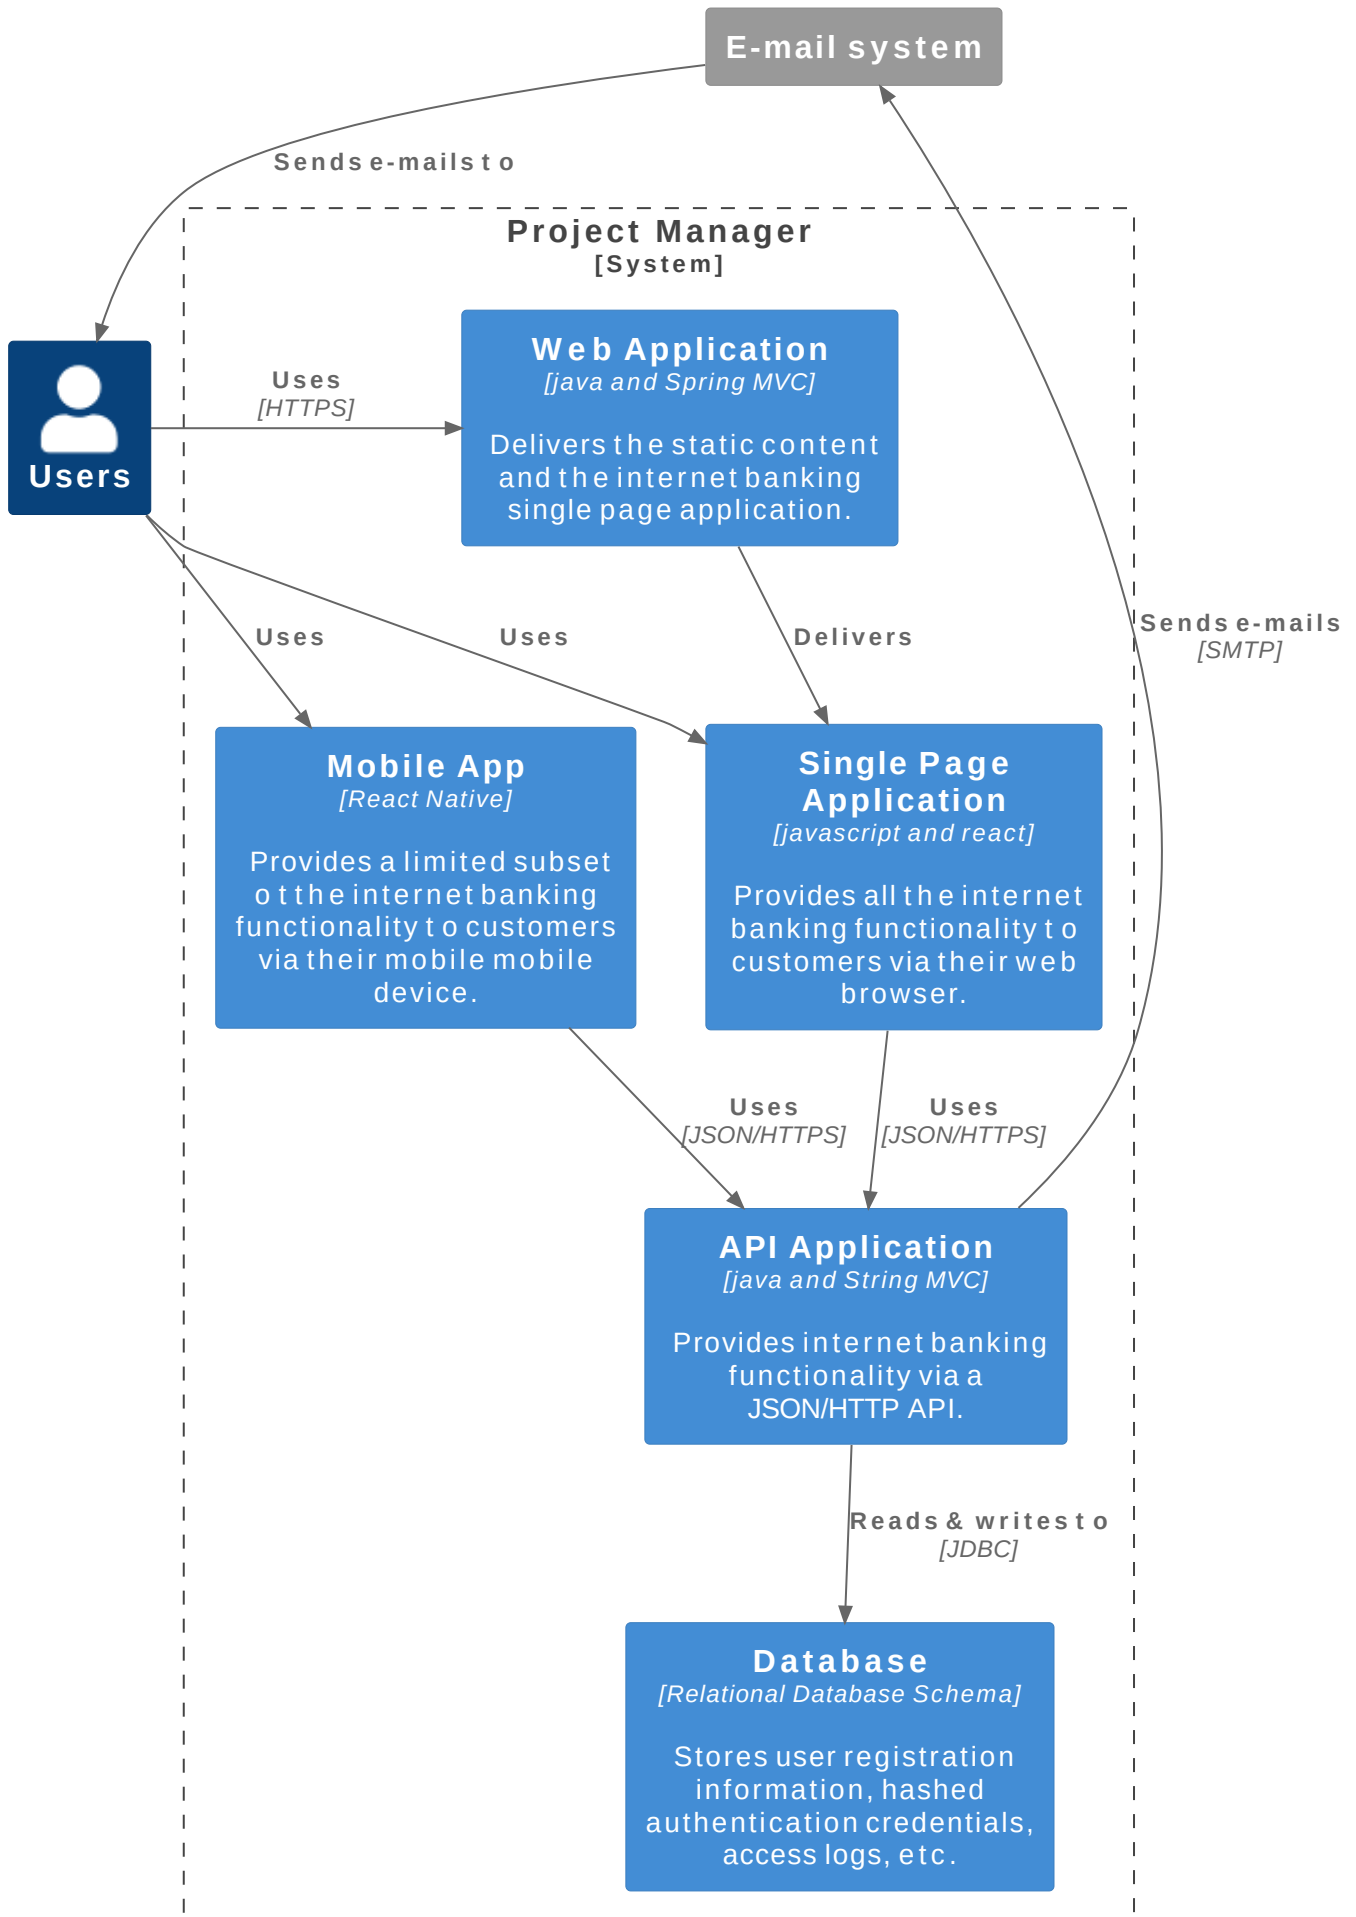 E-mail system
Sends e-mails to
Project Manager
[System]
Web Application
[java and Spring MVC]
Delivers the static content
and the internet banking
single page application.
Uses
[HTTPS]
Users
Uses
Uses
Delivers
Sends e-mails
[SMTP]
Mobile App
[React Native]
Provides a limited subset
ot the internet banking
functionality to customers
via their mobile mobile
device.
Single Page
Application
[javascript and react]
Provides all the internet
banking functionality to
customers via their web
browser.
Uses
[JSON/HTTPS]
Uses
[JSON/HTTPS]
API Application
[java and String MVC]
Provides internet banking
functionality via a
JSON/HTTP API.
Reads & writes to
[JDBC]
Database
[Relational Database Schema]
Stores user registration
information, hashed
authentication credentials,
access logs, etc.